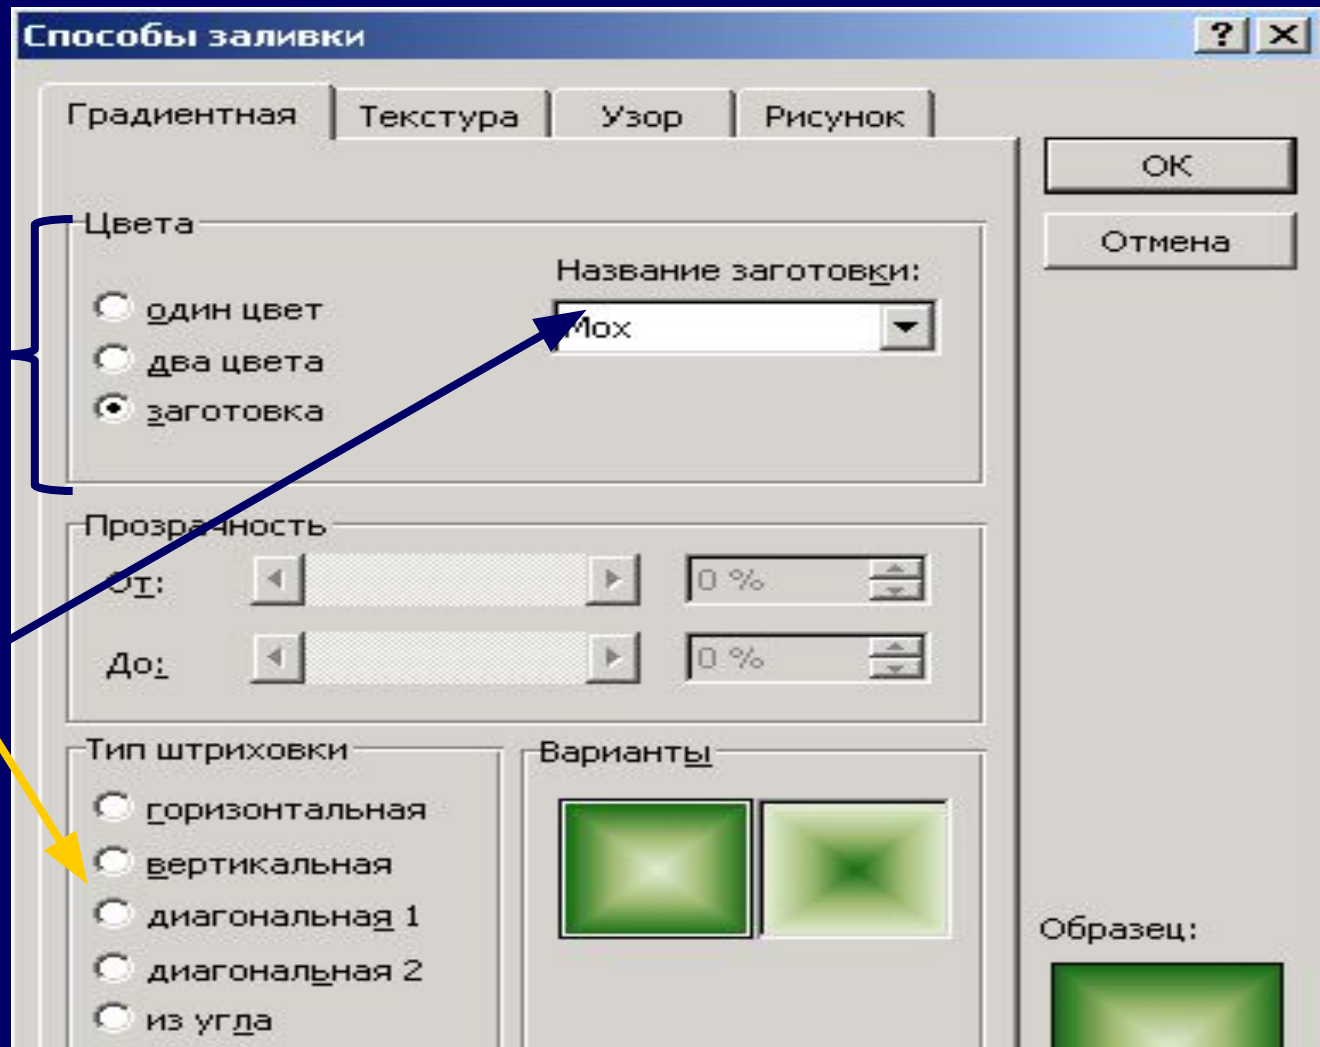 Способы заливки
Градиентная Текстура Узор Рисунок
ОК
Отмена
Цвета
один цвет
два цвета
заготовка
Название заготовки:
Мох
Прозрачность
От: 0 %
До: 0 %
Тип штриховки
горизонтальная
вертикальная
диагональная 1
диагональная 2
из угла
Варианты
Образец: